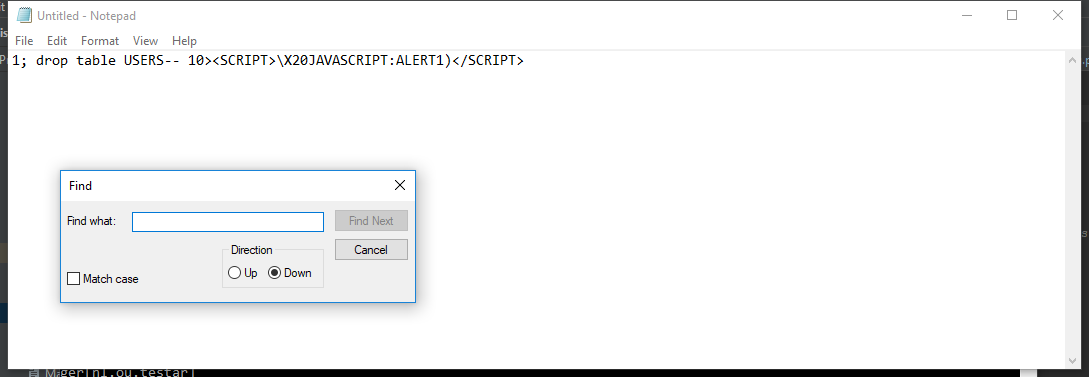 Untitled - Notepad
File Edit Format View Help
1; drop table USERS-- 10><SCRIPT>\X20JAVASCRIPT:ALERT1)</SCRIPT>
Find
Find what:
Find Next
Direction
Cancel
Up Down
Match case